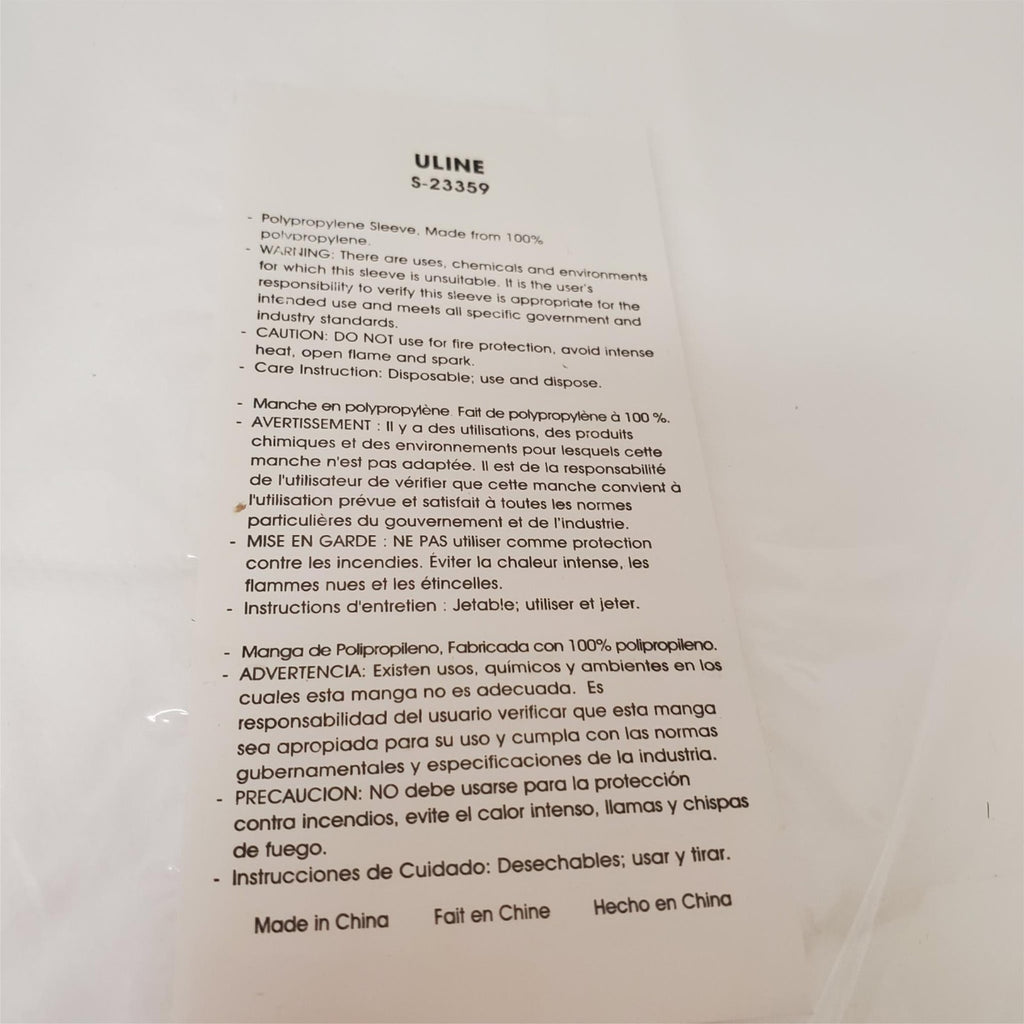 ULINE
S-23359
- Polypropylene Sleeve, Made from 100%
polypropylene.
- WARNING: There are uses, chemicals and environments
for which this sleeve is unsuitable. It is the user's
responsibility to verify this sleeve is appropriate for the
intended use and meets all specific government and
industry standards.
- CAUTION: DO NOT use for fire protection, avoid intense
heat, open flame and spark.
- Care Instruction: Disposable; use and dispose.
- Manche en polypropylène. Fait de polypropylène à 100 %.
- AVERTISSEMENT : Il y a des utilisations, des produits
chimiques et des environnements pour lesquels cette
manche n'est pas adaptée. Il est de la responsabilité
de l'utilisateur de vérifier que cette manche convient à
l'utilisation prévue et satisfait à toutes les normes
particulières du gouvernement et de l'industrie.
- MISE EN GARDE : NE PAS utiliser comme protection
contre les incendies. Éviter la chaleur intense, les
flammes nues et les étincelles.
- Instructions d'entretien : Jetable; utiliser et jeter.
- Manga de Polipropileno, Fabricada con 100% polipropileno.
- ADVERTENCIA: Existen usos, químicos y ambientes en los
cuales esta manga no es adecuada. Es
responsabilidad del usuario verificar que esta manga
sea apropiada para su uso y cumpla con las normas
gubernamentales y especificaciones de la industria.
- PRECAUCION: NO debe usarse para la protección
contra incendios, evite el calor intenso, llamas y chispas
de fuego.
- Instrucciones de Cuidado: Desechables; usar y tirar.
Made in China Fait en Chine Hecho en China